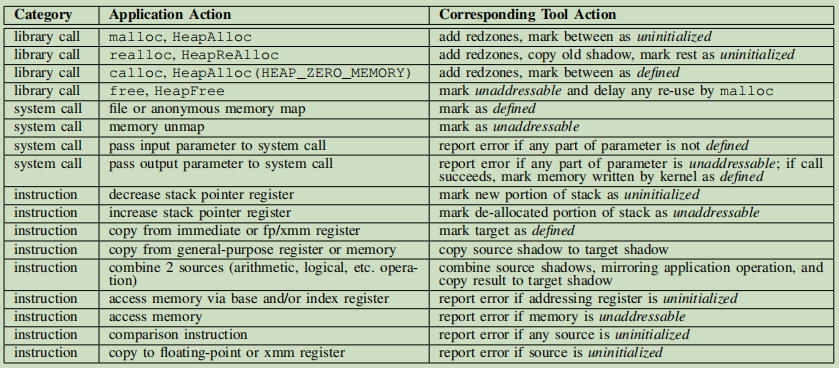 Category Application Action Corresponding Tool Action
library call malloc, HeapAlloc add redzones, mark between as uninitialized
library call realloc, HeapReAlloc add redzones, copy old shadow, mark rest as uninitialized
library call calloc, HeapAlloc(HEAP_ZERO_MEMORY) add redzones, mark between as defined
library call free, HeapFree mark unaddressable and delay any re-use by malloc
system call file or anonymous memory map mark as defined
system call memory unmap mark as unaddressable
system call pass input parameter to system call report error if any part of parameter is not defined
system call pass output parameter to system call report error if any part of parameter is unaddressable; if call
succeeds, mark memory written by kernel as defined
instruction decrease stack pointer register mark new portion of stack as uninitialized
instruction increase stack pointer register mark de-allocated portion of stack as unaddressable
instruction copy from immediate or fp/xmm register mark target as defined
instruction copy from general-purpose register or memory copy source shadow to target shadow
instruction combine 2 sources (arithmetic, logical, etc. opera- combine source shadows, mirroring application operation, and
tion) copy result to target shadow
instruction access memory via base and/or index register report error if addressing register is uninitialized
instruction access memory report error if memory is unaddressable
instruction comparison instruction report error if any source is uninitialized
instruction copy to floating-point or xmm register report error if source is uninitialized